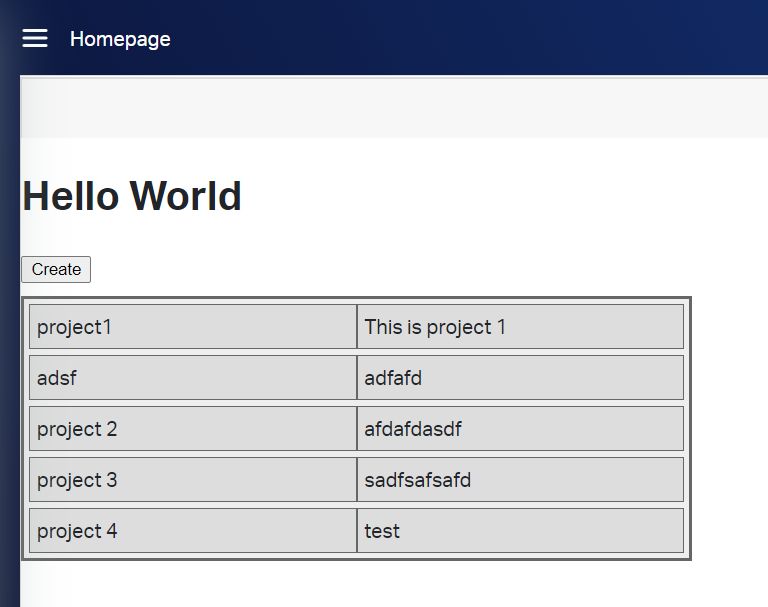 Homepage
Hello World
Create
project1 This is project 1
adsf adfafd
project 2 afdafdasdf
project 3 sadfsafsafd
project 4 test